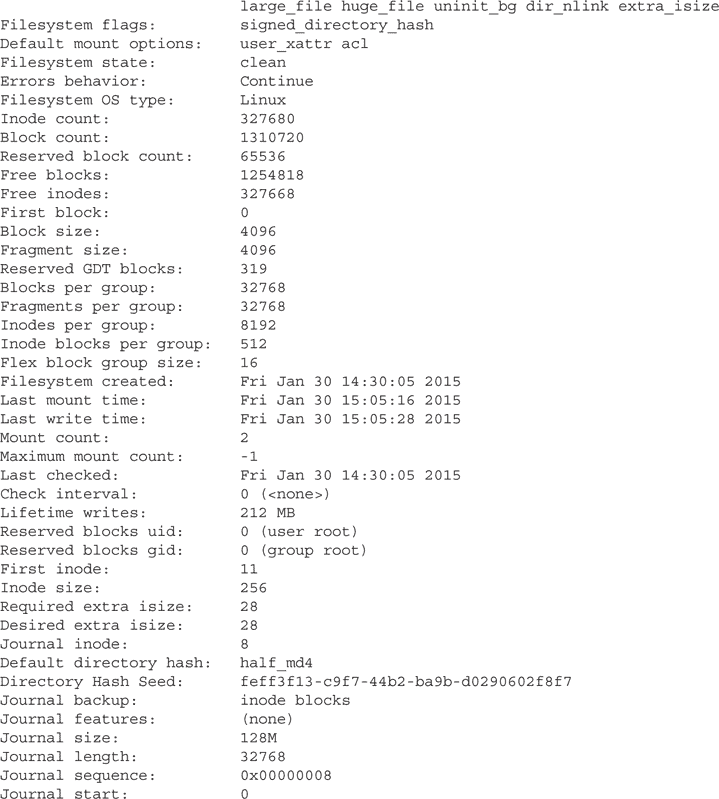 large_file huge_file uninit_bg dir_nlink extra_isize
Filesystem flags: signed_directory_hash
Default mount options: user_xattr acl
Filesystem state: clean
Errors behavior: Continue
Filesystem OS type: Linux
Inode count: 327680
Block count: 1310720
Reserved block count: 65536
Free blocks: 1254818
Free inodes: 327668
First block: 0
Block size: 4096
Fragment size: 4096
Reserved GDT blocks: 319
Blocks per group: 32768
Fragments per group: 32768
Inodes per group: 8192
Inode blocks per group: 512
Flex block group size: 16
Filesystem created: Fri Jan 30 14:30:05 2015
Last mount time: Fri Jan 30 15:05:16 2015
Last write time: Fri Jan 30 15:05:28 2015
Mount count: 2
Maximum mount count: -1
Last checked: Fri Jan 30 14:30:05 2015
Check interval: 0 (<none>)
Lifetime writes: 212 MB
Reserved blocks uid: 0 (user root)
Reserved blocks gid: 0 (group root)
First inode: 11
Inode size: 256
Required extra isize: 28
Desired extra isize: 28
Journal inode: 8
Default directory hash: half_md4
Directory Hash Seed: feff3f13-c9f7-44b2-ba9b-d0290602f8f7
Journal backup: inode blocks
Journal features: (none)
Journal size: 128M
Journal length: 32768
Journal sequence: 0x00000008
Journal start: 0